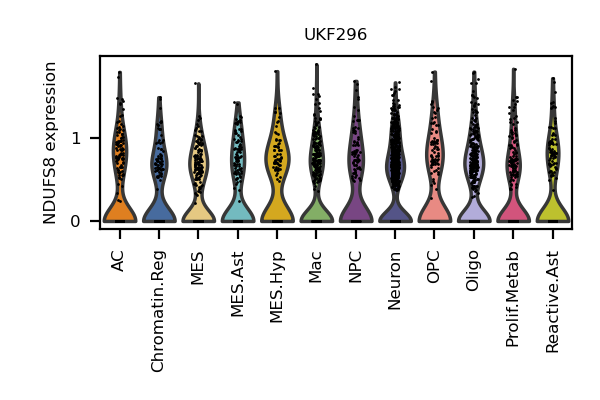 UKF296
NDUFS8 expression
1
0
AC
Chromatin.Reg
MES
MES.Ast
MES.Hyp
Mac
NPC
Neuron
OPC
Oligo
Prolif.Metab
Reactive.Ast